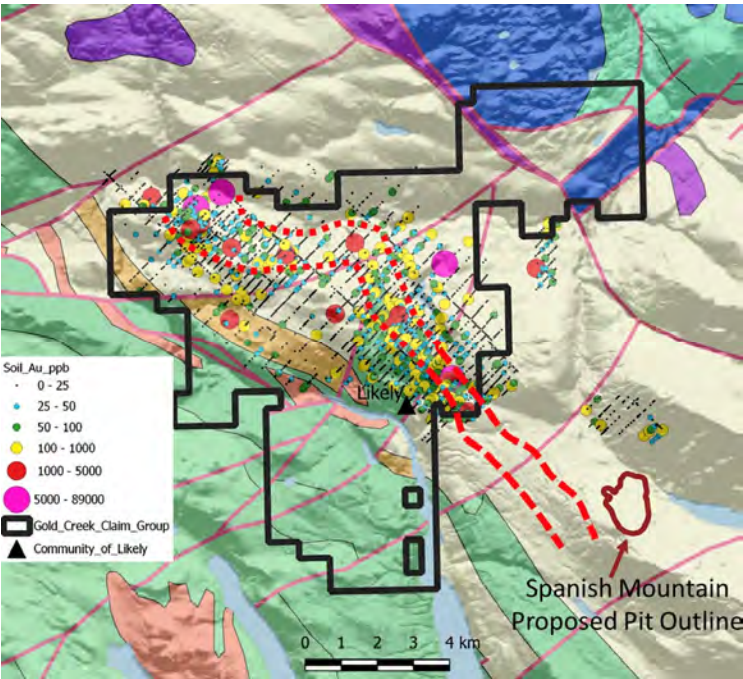 Likely
Soil_Au_ppb
0 - 25
25 - 50
50 - 100
100 - 1000
1000 - 5000
5000 - 89000
Gold_Creek_Claim_Group
Community_of_Likely
Spanish Mountain
Proposed Pit Outline
0 1 2 3 4 km